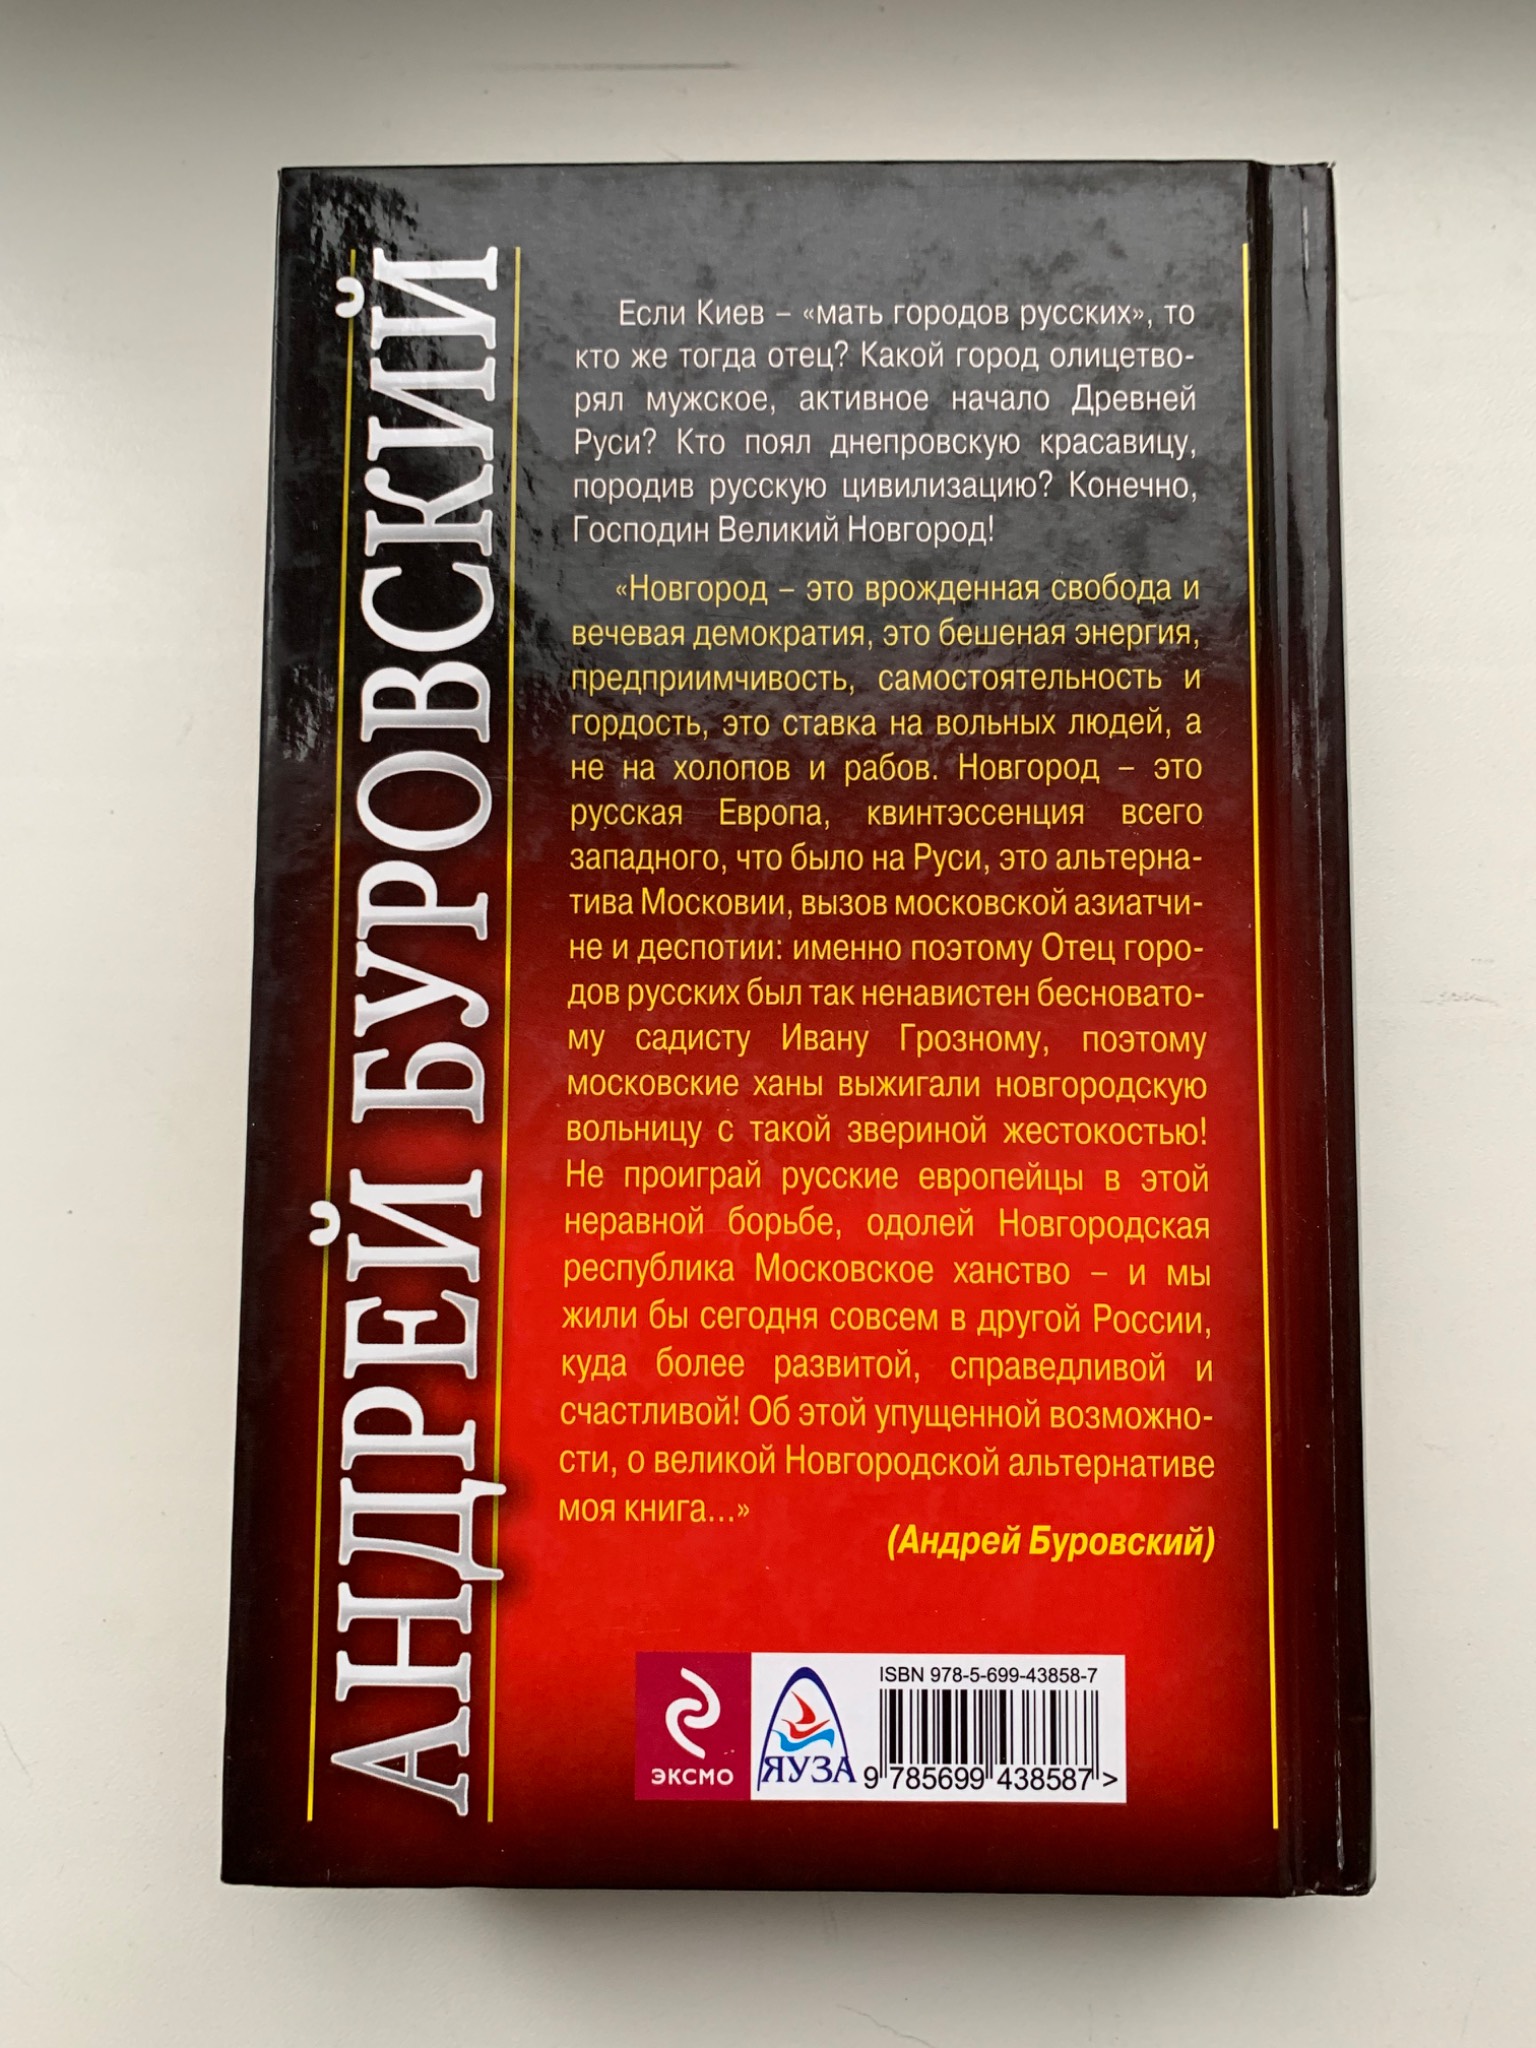 АНДРЕЙ БУРОВСКИЙ
Если Киев – «мать городов русских», то
кто же тогда отец? Какой город олицетво-
рял мужское, активное начало Древней
Руси? Кто поял днепровскую красавицу,
породив русскую цивилизацию? Конечно,
Господин Великий Новгород!
«Новгород – это врожденная свобода и
вечевая демократия, это бешеная энергия,
предприимчивость, самостоятельность и
гордость, это ставка на вольных людей, а
не на холопов и рабов. Новгород – это
русская Европа, квинтэссенция всего
западного, что было на Руси, это альтерна-
тива Московии, вызов московской азиатчи-
не и деспотии: именно поэтому Отец горо-
дов русских был так ненавистен бесновато-
му садисту Ивану Грозному, поэтому
московские ханы выжигали новгородскую
вольницу с такой звериной жестокостью!
Не проиграй русские европейцы в этой
неравной борьбе, одолей Новгородская
республика Московское ханство – и мы
жили бы сегодня совсем в другой России,
куда более развитой, справедливой и
счастливой! Об этой упущенной возможно-
сти, о великой Новгородской альтернативе
моя книга...»
(Андрей Буровский)
ISBN 978-5-699-43858-7
ЭКСМО
ЯУЗА
9 785699 438587 >